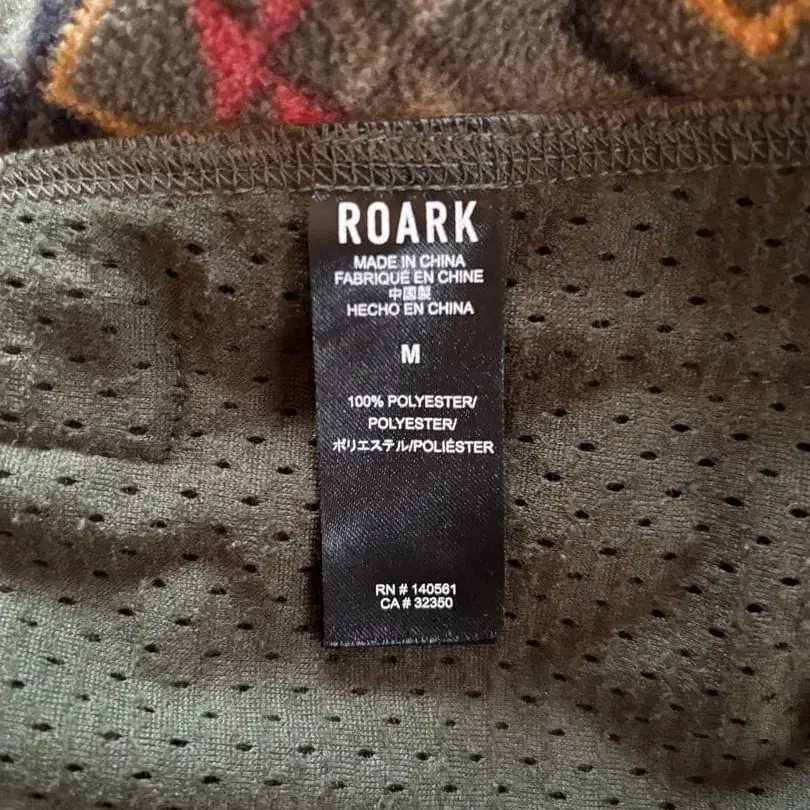 ROARK
MADE IN CHINA
FABRIQUÉ EN CHINE
中国製
HECHO EN CHINA
M
100% POLYESTER/
POLYESTER/
ポリエステル/POLIÉSTER
RN # 140561
CA # 32350